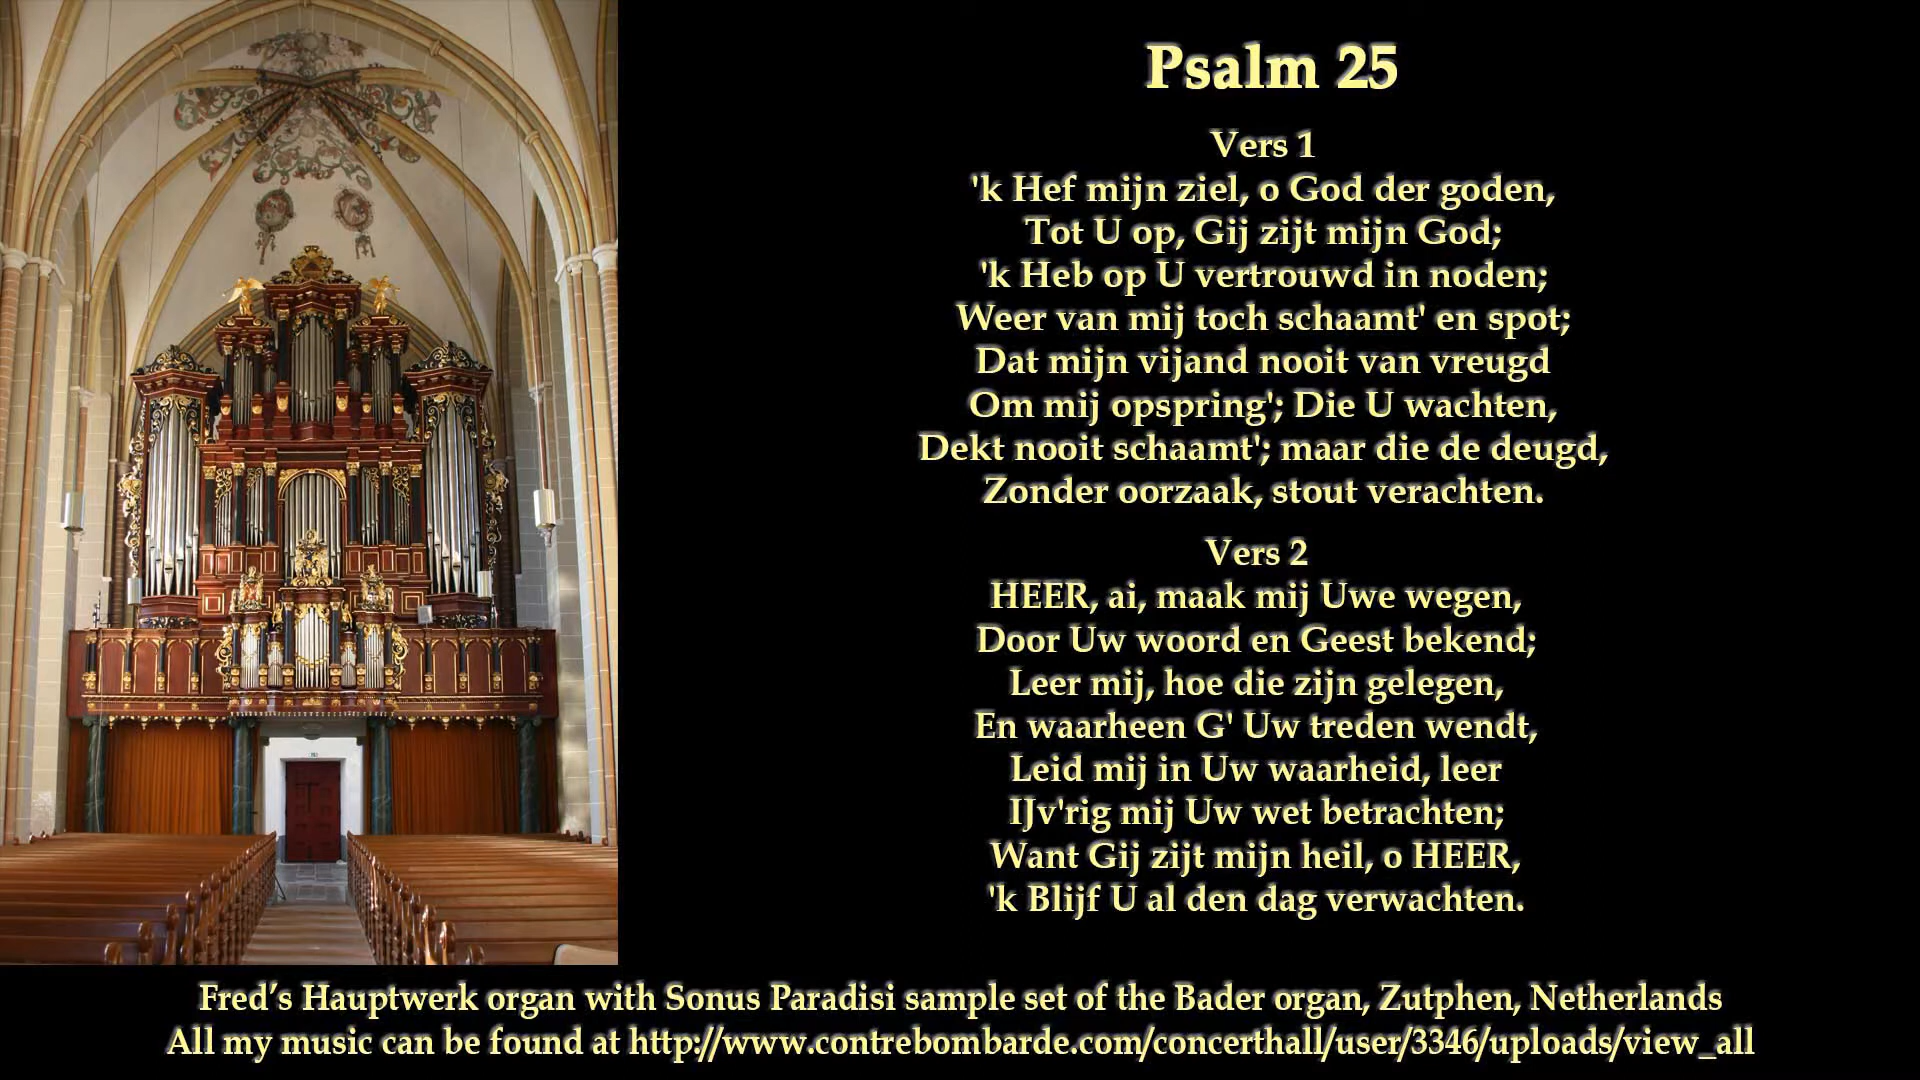 Psalm 25
Vers 1
'k Hef mijn ziel, o God der goden,
Tot U op, Gij zijt mijn God;
'k Heb op U vertrouwd in noden;
Weer van mij toch schaamt' en spot;
Dat mijn vijand nooit van vreugd
Om mij opspring'; Die U wachten,
Dekt nooit schaamt'; maar die de deugd,
Zonder oorzaak, stout verachten.
Vers 2
HEER, ai, maak mij Uwe wegen,
Door Uw woord en Geest bekend;
Leer mij, hoe die zijn gelegen,
En waarheen G' Uw treden wendt,
Leid mij in Uw waarheid, leer
IJv'rig mij Uw wet betrachten;
Want Gij zijt mijn heil, o HEER,
'k Blijf U al den dag verwachten.
Fred’s Hauptwerk organ with Sonus Paradisi sample set of the Bader organ, Zutphen, Netherlands
All my music can be found at http://www.contrebombarde.com/concerthall/user/3346/uploads/view_all